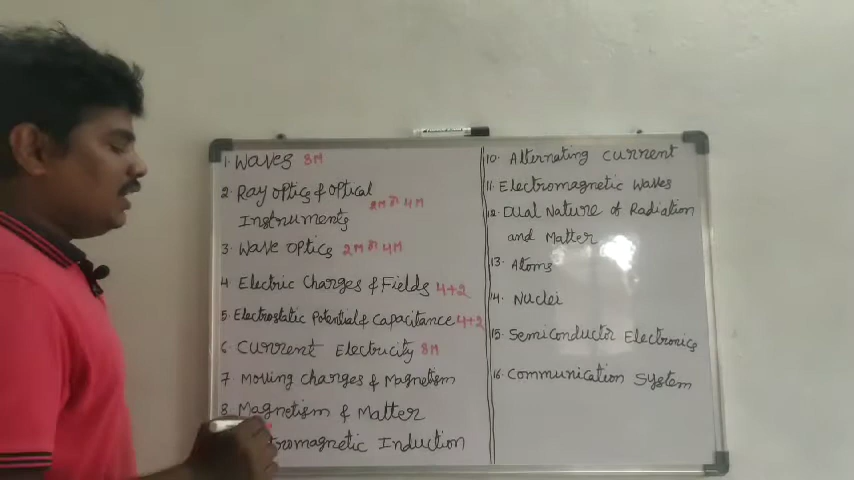 1. Waves 8M
2. Ray optics & optical
Instruments 2M or 4M
3. Wave optics 2M or 4M
4 Electric Charges & Fields 4+2
5. Electrostatic Potential & Capacitance 4+2
6. Current Electricity 8M
7 Moving charges & Magnetism
8. Magnetism & Matter
tromagnetic Induction
10. Alternating current
11. Electromagnetic Waves
12. Dual Nature of Radiation
and Matter
13. Atoms
14. Nuclei
15. Semiconductor Electronics
16. Communication System